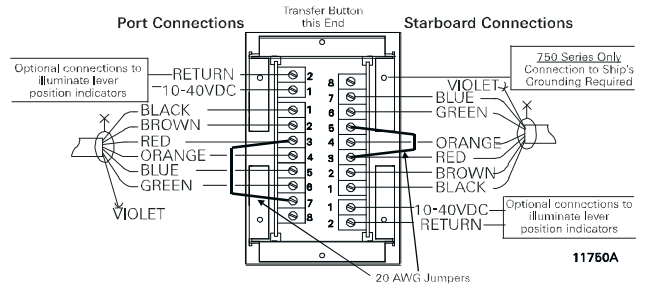 Transfer Button
this End
Port Connections
Starboard Connections
Optional connections to
illuminate lever
position indicators
RETURN
10-40VDC
BLACK
BROWN
RED
ORANGE
BLUE
GREEN
VIOLET
2
1
1
2
3
4
5
6
7
8
8
7
6
5
4
3
2
1
1
2
750 Series Only
Connection to Ship's
Grounding Required
VIOLET
BLUE
GREEN
ORANGE
RED
BROWN
BLACK
10-40VDC
RETURN
Optional connections to
illuminate lever
position indicators
11750A
20 AWG Jumpers